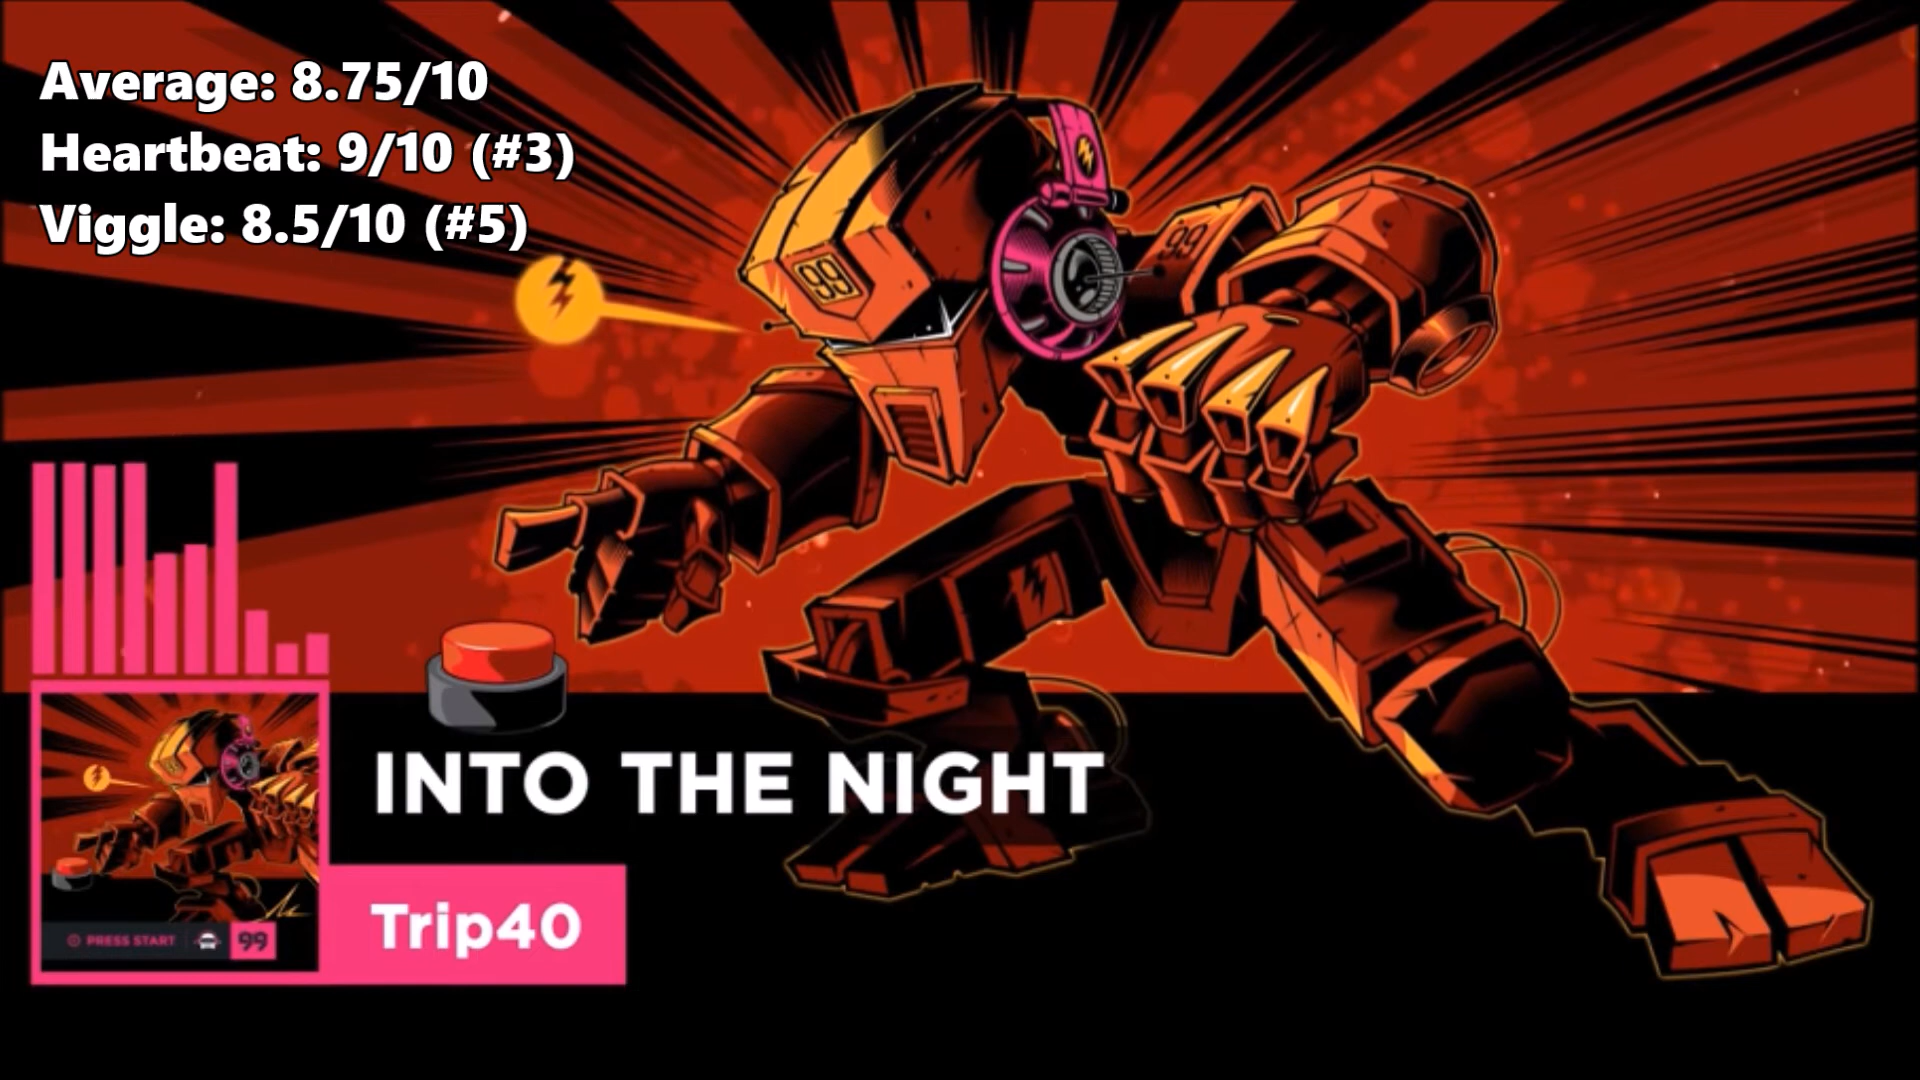 Average: 8.75/10
Heartbeat: 9/10 (#3)
Viggle: 8.5/10 (#5)
99
99
INTO THE NIGHT
Trip40
PRESS START
99